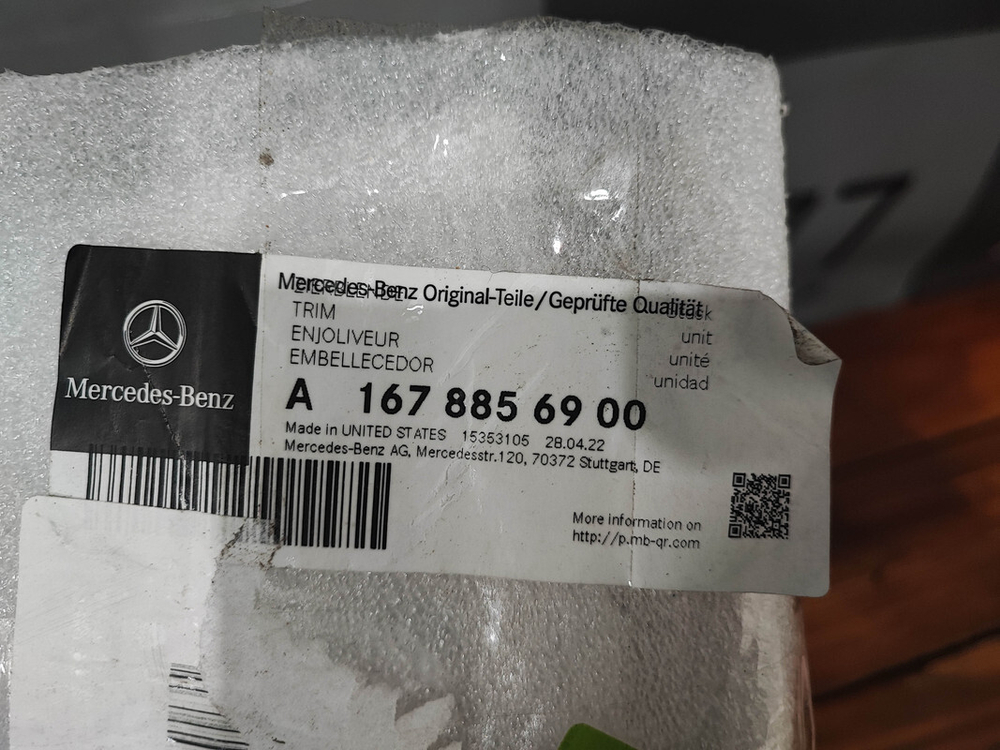 Mercedes-Benz Original-Teile/Geprüfte Qualität
ZIERBLENDE
TRIM
unit
ENJOLIVEUR
unité
EMBELLECEDOR
unidad
Mercedes-Benz
A 167 885 69 00
Made in UNITED STATES 15353105 28.04.22
Mercedes-Benz AG, Mercedesstr.120, 70372 Stuttgart, DE
More information on
http://p.mb-qr.com